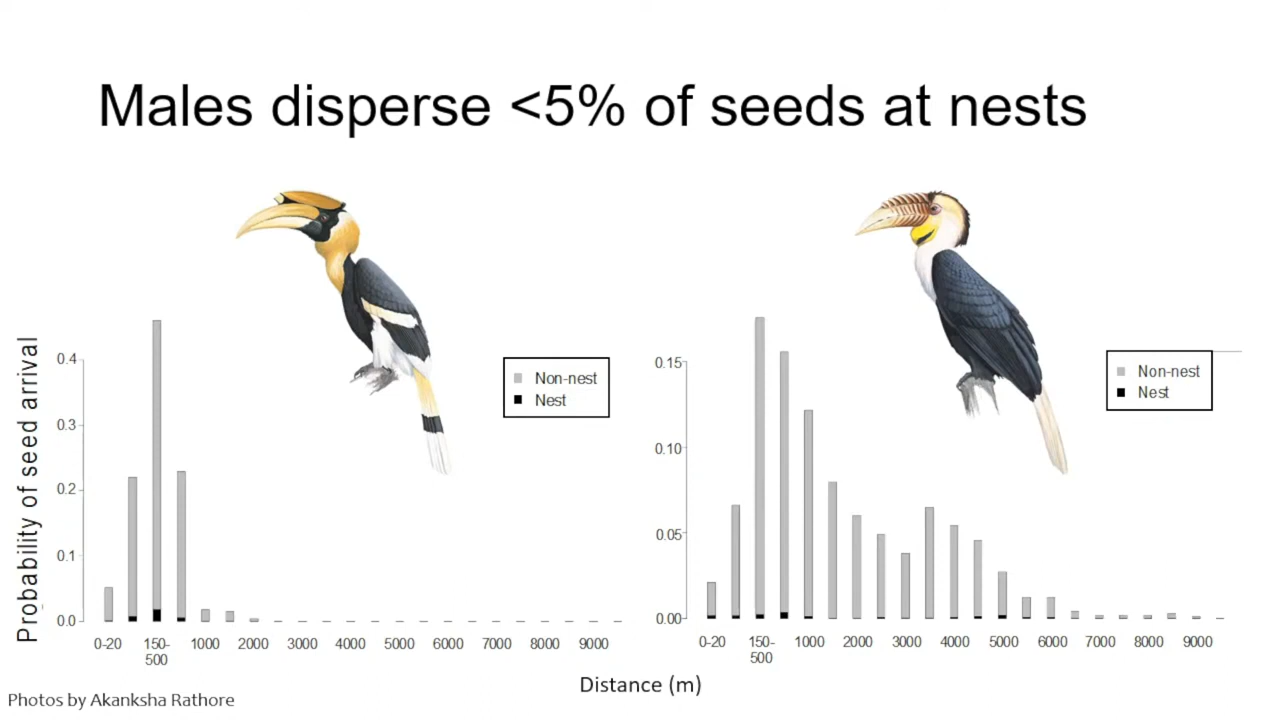 Males disperse <5% of seeds at nests
Probability of seed arrival
0.4
0.3
0.2
0.1
0.0
0-20 150-500 1000 2000 3000 4000 5000 6000 7000 8000 9000
Non-nest
Nest
0.15
0.10
0.05
0.00
0-20 150-500 1000 2000 3000 4000 5000 6000 7000 8000 9000
Non-nest
Nest
Distance (m)
Photos by Akanksha Rathore